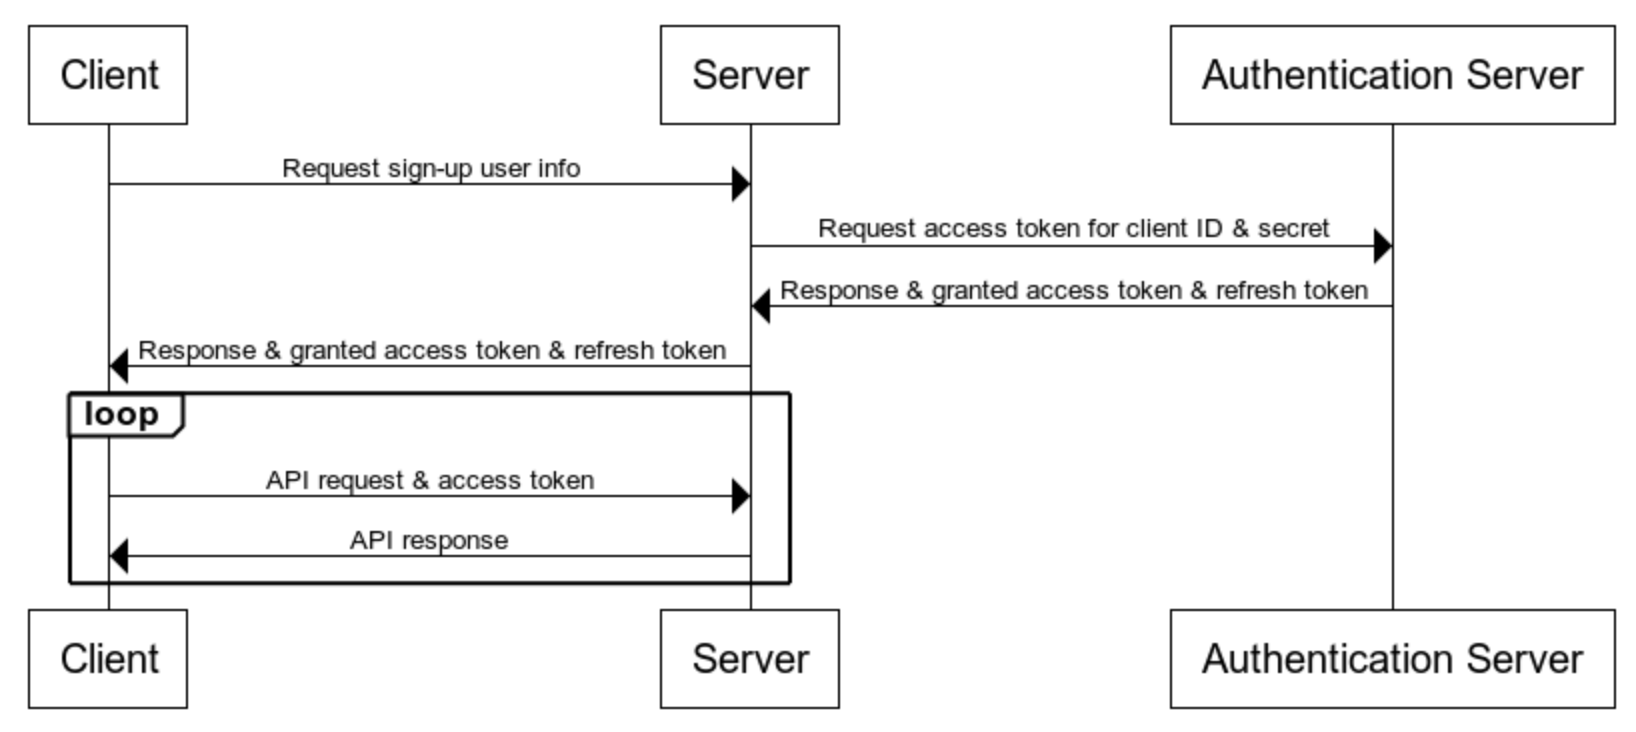 Client
Server
Authentication Server
Request sign-up user info
Request access token for client ID & secret
Response & granted access token & refresh token
Response & granted access token & refresh token
loop
API request & access token
API response
Client
Server
Authentication Server